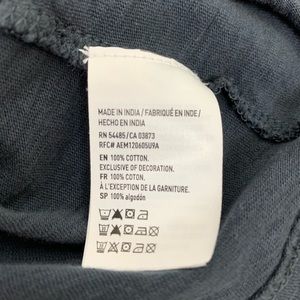 MADE IN INDIA / FABRIQUÉ EN INDE/
HECHO EN INDIA
RN 54485/CA 03873
RFC# AEM120605U9A
EN 100% COTTON.
EXCLUSIVE OF DECORATION.
FR 100% COTON.
À L'EXCEPTION DE LA GARNITURE.
SP 100% algodón